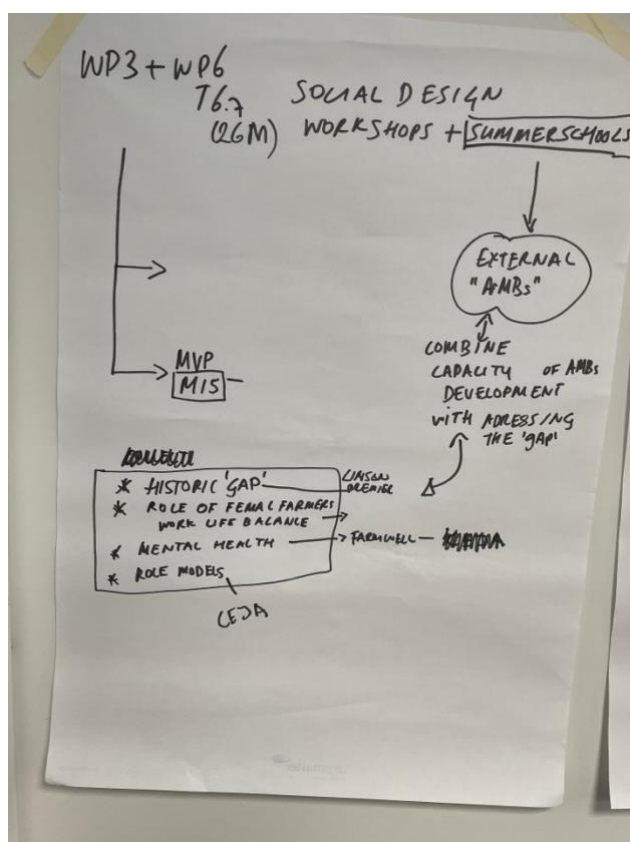 WP3 + WP6
T6.7 SOCIAL DESIGN
(26M) WORKSHOPS + SUMMERSCHOOLS
EXTERNAL
"AMBs"
COMBINE
CAPACITY OF AMBs
DEVELOPMENT
WITH ADRESSING
THE 'GAP'
MVP
M15
* HISTORIC 'GAP'
* ROLE OF FEMAL FARMERS
WORK LIFE BALANCE
* MENTAL HEALTH → FARMWELL —
* ROLE MODELS
CEJA